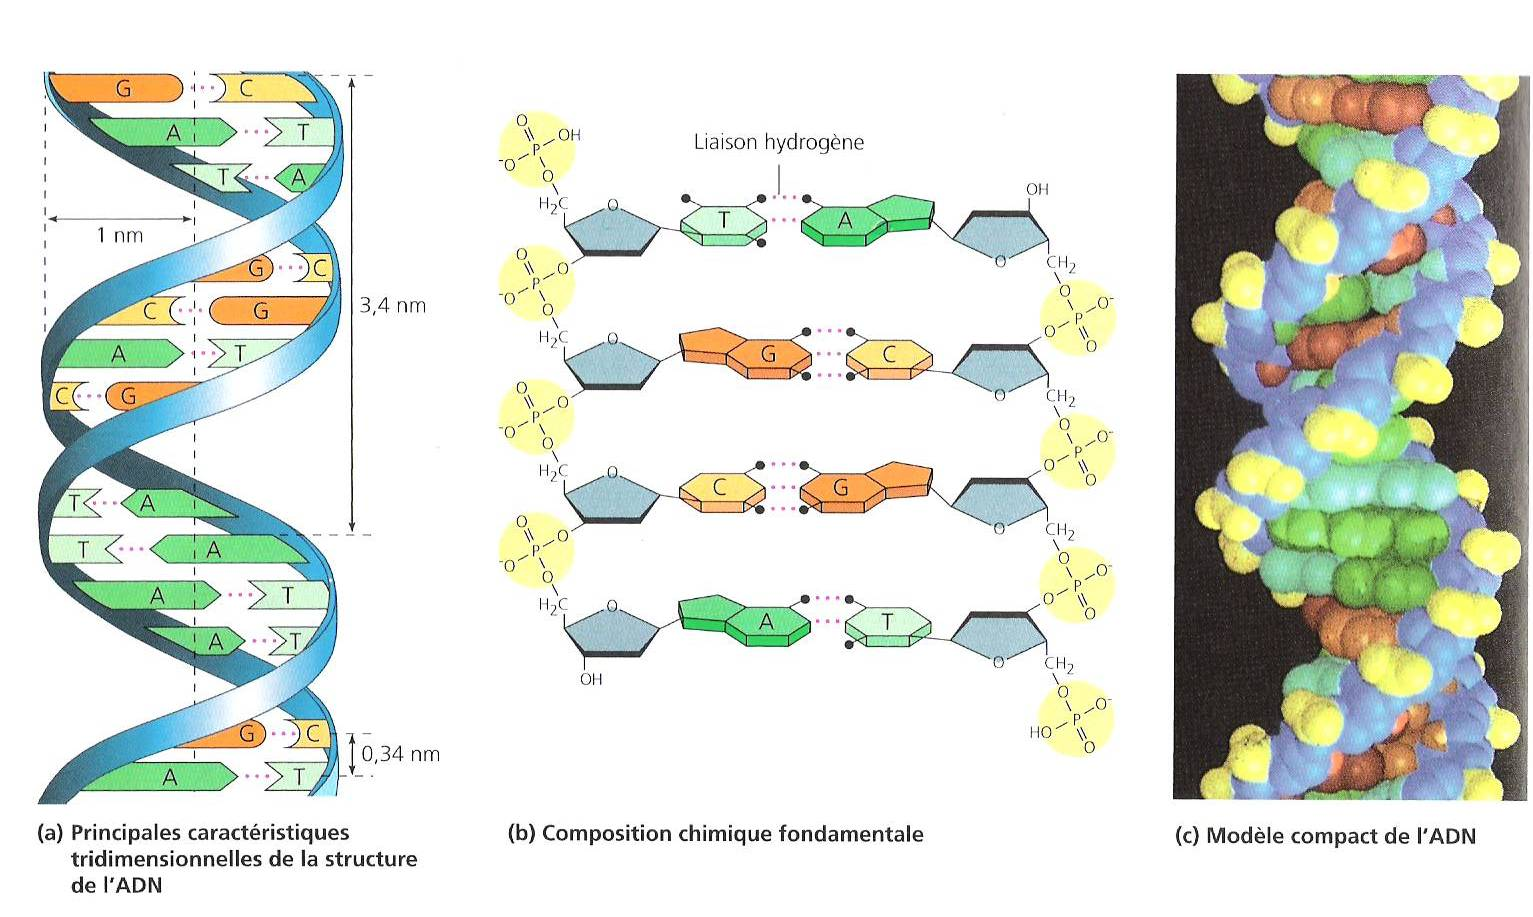 G C
A T
T A
1 nm
G C
C G
3,4 nm
A T
C G
T A
T A
A T
A T
G C
0,34 nm
A T
(a) Principales caractéristiques
tridimensionnelles de la structure
de l'ADN
O
P OH
⁻O
O
Liaison hydrogène
H₂C O T A OH
O CH₂
O
P O
⁻O
O
O
O P O⁻
O
H₂C O G C
O CH₂
O
P O
⁻O
O
O
O P O⁻
O
H₂C O C G
O CH₂
O
P O
⁻O
O
O
O P O⁻
O
H₂C O A T
O CH₂
OH
O
HO P O⁻
O
(b) Composition chimique fondamentale
(c) Modèle compact de l'ADN